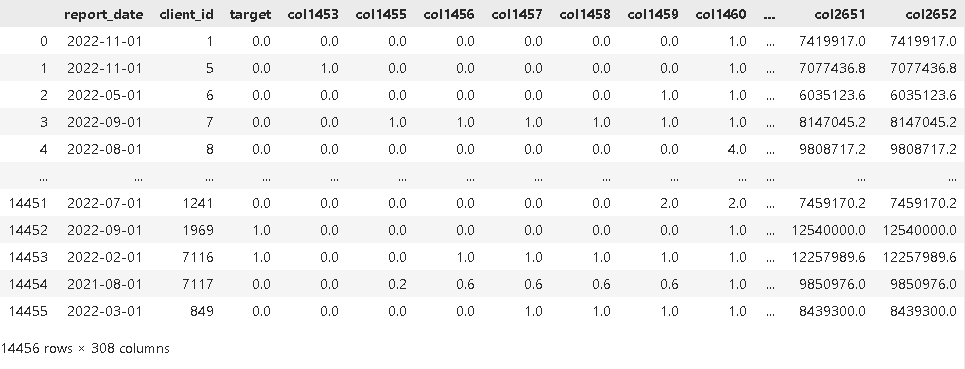 report_date client_id target col1453 col1455 col1456 col1457 col1458 col1459 col1460 ... col2651 col2652
0 2022-11-01 1 0.0 0.0 0.0 0.0 0.0 0.0 0.0 1.0 ... 7419917.0 7419917.0
1 2022-11-01 5 0.0 1.0 0.0 0.0 0.0 0.0 0.0 1.0 ... 7077436.8 7077436.8
2 2022-05-01 6 0.0 0.0 0.0 0.0 0.0 0.0 1.0 1.0 ... 6035123.6 6035123.6
3 2022-09-01 7 0.0 0.0 1.0 1.0 1.0 1.0 1.0 1.0 ... 8147045.2 8147045.2
4 2022-08-01 8 0.0 0.0 0.0 0.0 0.0 0.0 0.0 4.0 ... 9808717.2 9808717.2
... ... ... ... ... ... ... ... ... ... ... ... ... ...
14451 2022-07-01 1241 0.0 0.0 0.0 0.0 0.0 0.0 2.0 2.0 ... 7459170.2 7459170.2
14452 2022-09-01 1969 1.0 0.0 0.0 0.0 0.0 0.0 0.0 1.0 ... 12540000.0 12540000.0
14453 2022-02-01 7116 1.0 0.0 0.0 1.0 1.0 1.0 1.0 1.0 ... 12257989.6 12257989.6
14454 2021-08-01 7117 0.0 0.0 0.2 0.6 0.6 0.6 0.6 1.0 ... 9850976.0 9850976.0
14455 2022-03-01 849 0.0 0.0 0.0 0.0 1.0 1.0 1.0 1.0 ... 8439300.0 8439300.0
14456 rows × 308 columns